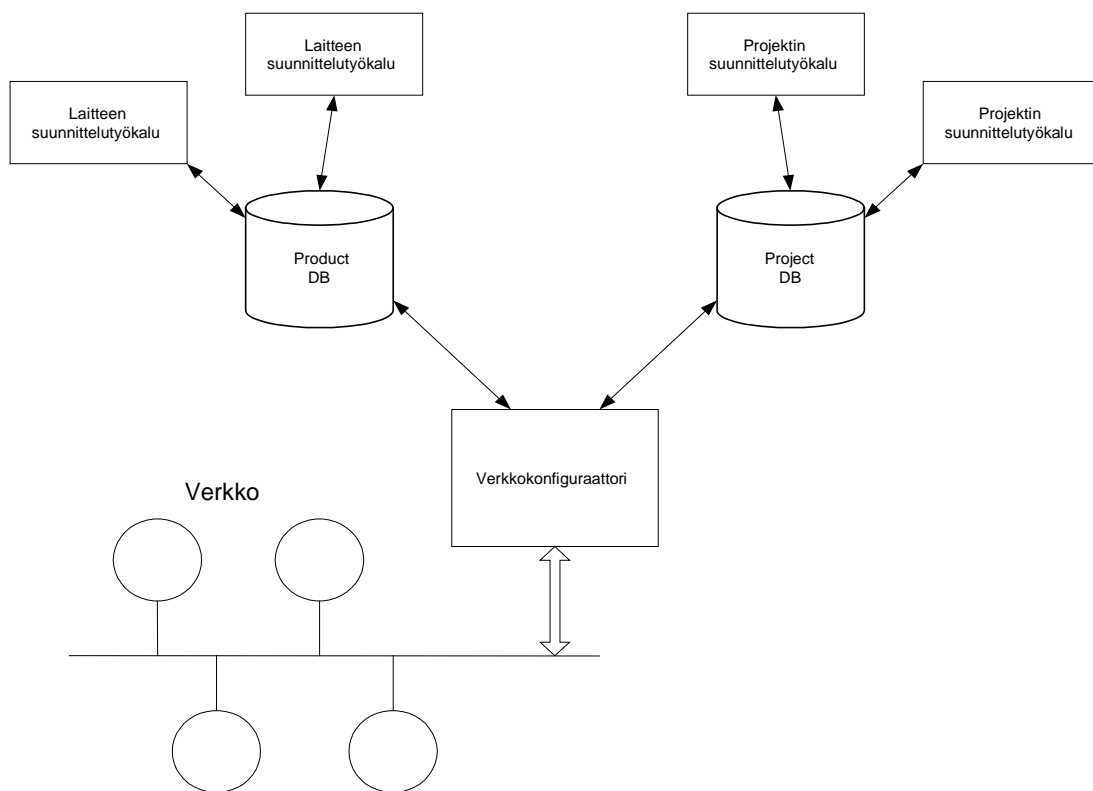 Laitteen
suunnittelutyökalu
Projektin
suunnittelutyökalu
Laitteen
suunnittelutyökalu
Projektin
suunnittelutyökalu
Product
DB
Project
DB
Verkkokonfiguraattori
Verkko